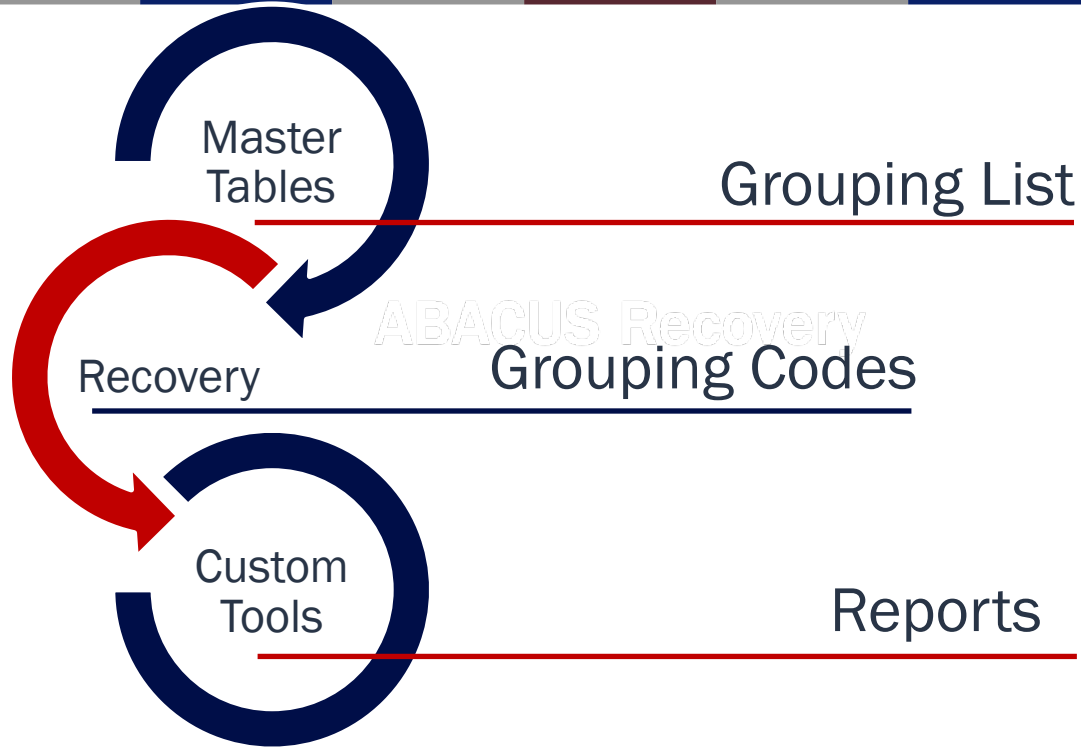 Master
Tables
Grouping List
ABACUS Recovery
Recovery
Grouping Codes
Custom
Tools
Reports